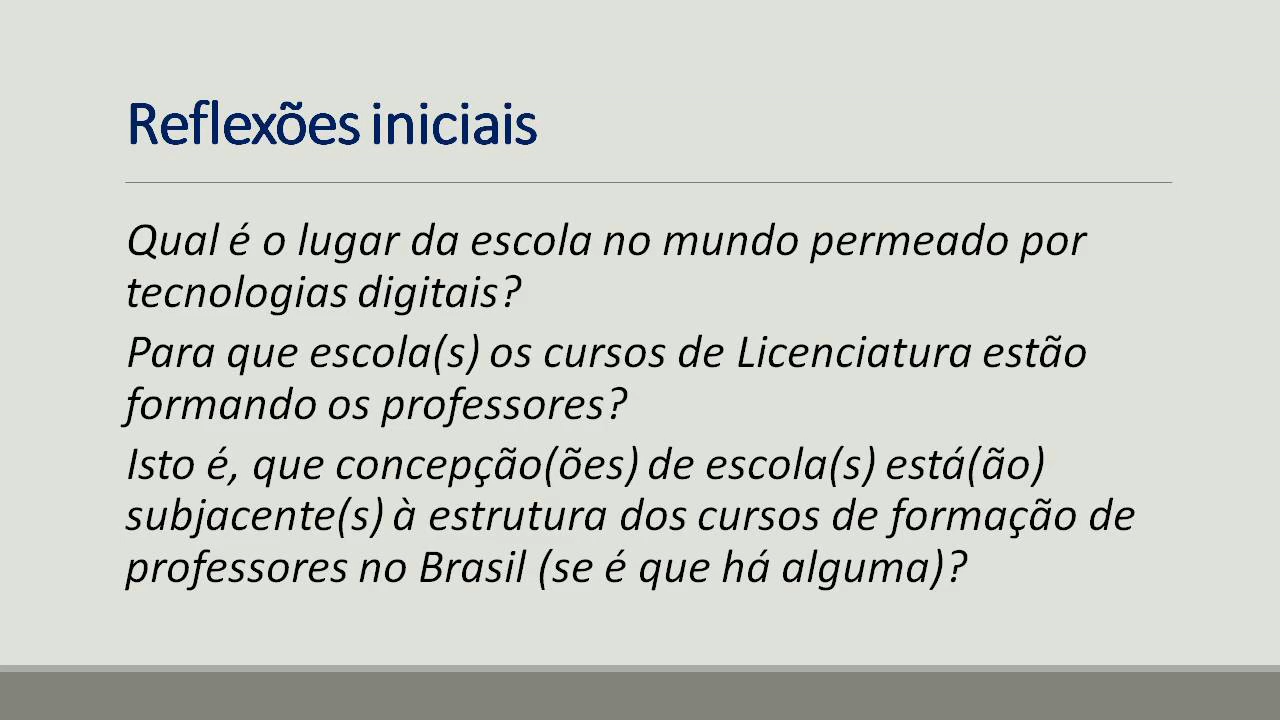 Reflexões iniciais
Qual é o lugar da escola no mundo permeado por
tecnologias digitais?
Para que escola(s) os cursos de Licenciatura estão
formando os professores?
Isto é, que concepção(ões) de escola(s) está(ão)
subjacente(s) à estrutura dos cursos de formação de
professores no Brasil (se é que há alguma)?